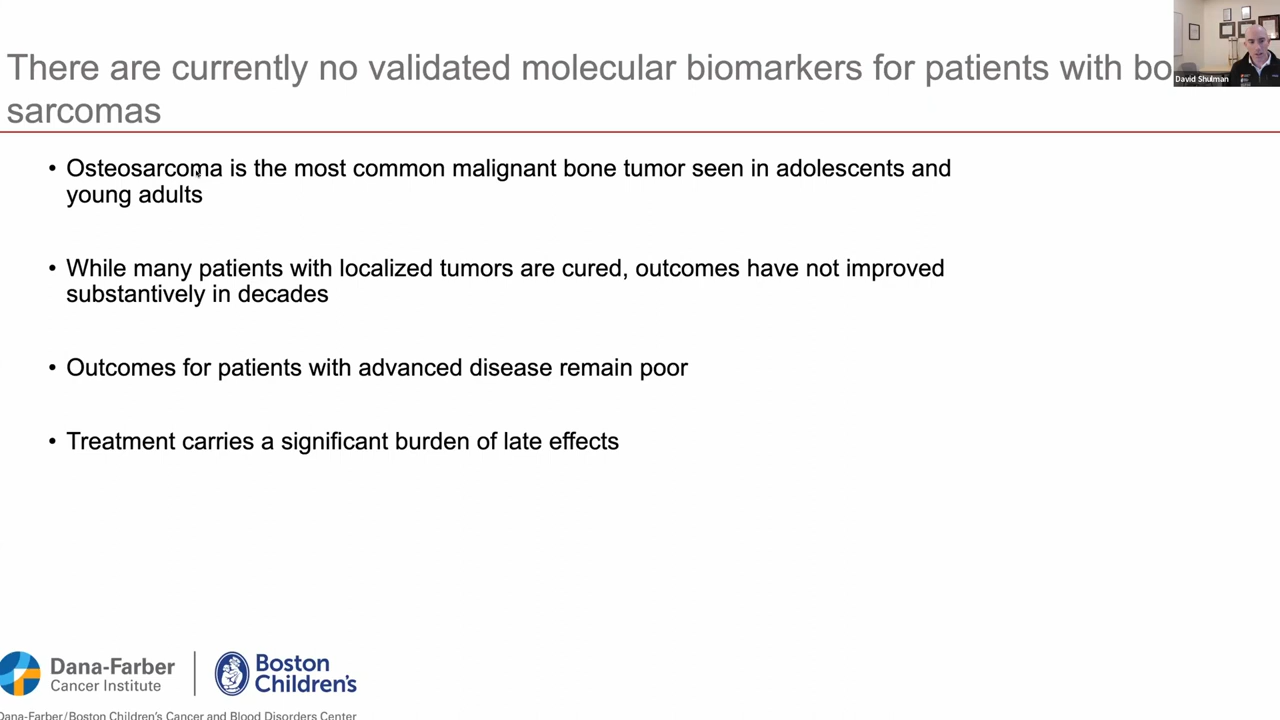 There are currently no validated molecular biomarkers for patients with bo
sarcomas
David Shulman
• Osteosarcoma is the most common malignant bone tumor seen in adolescents and
young adults
• While many patients with localized tumors are cured, outcomes have not improved
substantively in decades
• Outcomes for patients with advanced disease remain poor
• Treatment carries a significant burden of late effects
Dana-Farber
Cancer Institute
Boston
Children's
Dana-Farber/Boston Children's Cancer and Blood Disorders Center